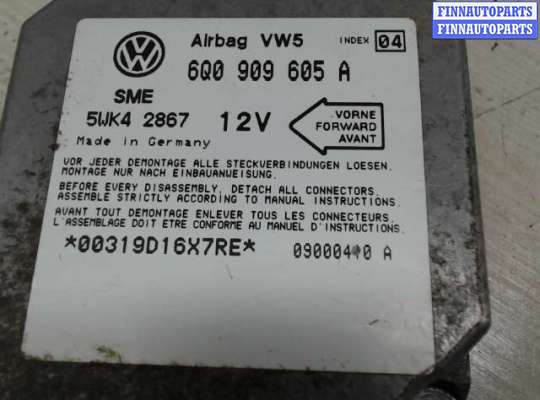 FINNAUTOPARTS
FINNAUTOPARTS
Airbag VW5 INDEX 04
6Q0 909 605 A
SME
5WK4 2867 12V
VORNE
FORWARD
AVANT
Made in Germany
VOR JEDER DEMONTAGE ALLE STECKVERBINDUNGEN LOESEN.
MONTAGE NUR NACH EINBAUANWEISUNG.
BEFORE EVERY DISASSEMBLY, DETACH ALL CONNECTORS.
ASSEMBLE STRICTLY ACCORDING TO MANUAL INSTRUCTIONS.
AVANT TOUT DEMONTAGE ENLEVER TOUS LES CONNECTEURS.
L'ASSEMBLAGE DOIT ETRE CONFORME AU MANUEL D'INSTRUCTIONS.
*00319D16X7RE* A
FINNAUTOPARTS
FINNAUTOPARTS